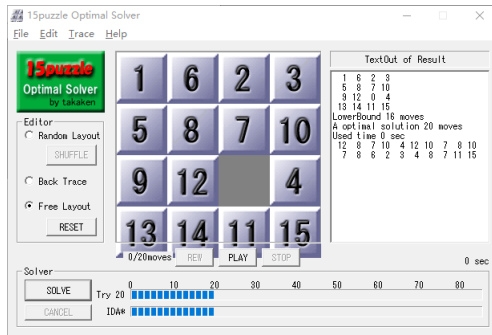 15puzzle Optimal Solver
File Edit Trace Help
15puzzle
Optimal Solver
by takaken
Editor
Random Layout
SHUFFLE
Back Trace
Free Layout
RESET
1 6 2 3
5 8 7 10
9 12 4
13 14 11 15
0/20moves REW PLAY STOP
TextOut of Result
1 6 2 3
5 8 7 10
9 12 0 4
13 14 11 15
LowerBound 16 moves
A optimal solution 20 moves
Used time 0 sec
12 8 7 10 4 12 10 7 8 10
7 8 6 2 3 4 8 7 11 15
0 sec
Solver
SOLVE
CANCEL
0 10 20 30 40 50 60 70 80
Try 20
IDA*